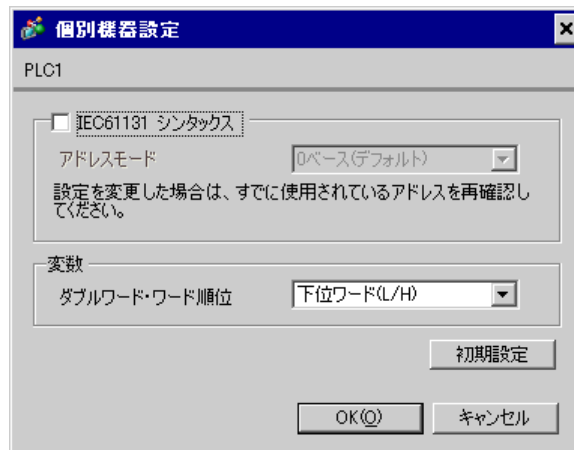 個別機器設定
PLC1
IEC61131 シンタックス
アドレスモード 0ベース(デフォルト)
設定を変更した場合は、すでに使用されているアドレスを再確認し
てください。
変数
ダブルワード・ワード順位 下位ワード(L/H)
初期設定
OK(O) キャンセル